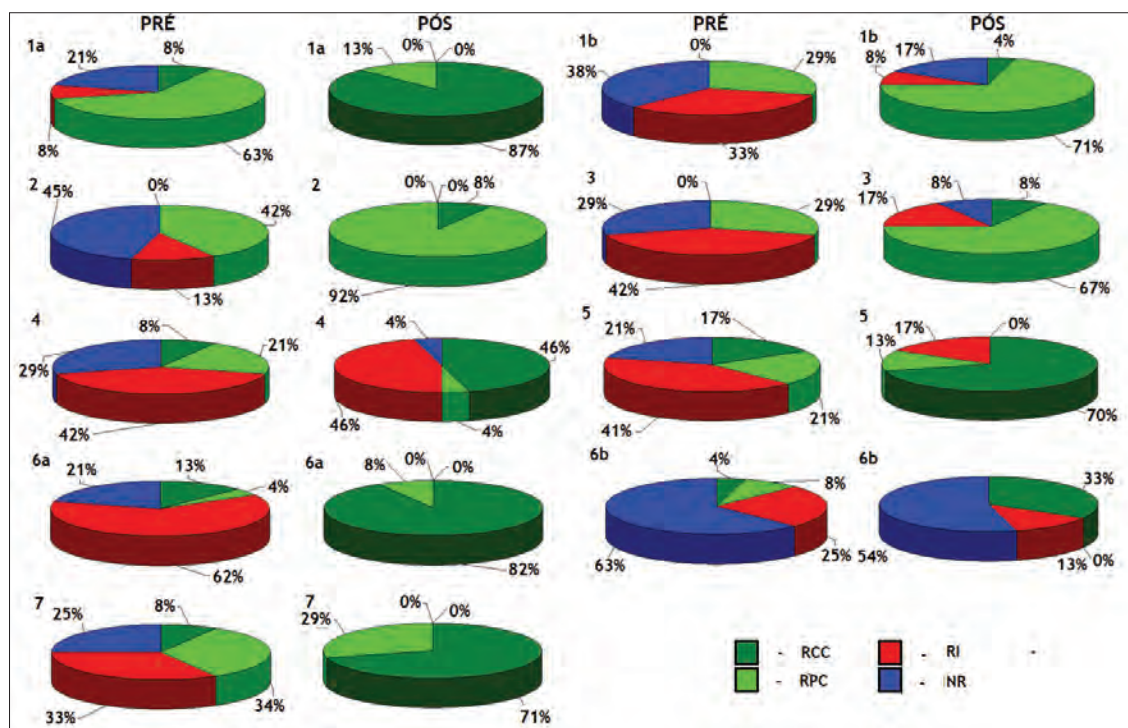 PRÉ PÓS PRÉ PÓS
1a 21% 8% 8% 63%
1a 13% 0% 0% 87%
1b 0% 38% 29% 33%
1b 17% 4% 8% 71%
2 45% 0% 42% 13%
2 0% 0% 8% 92%
3 0% 29% 29% 42%
3 8% 8% 17% 67%
4 8% 21% 29% 42%
4 4% 46% 46% 4%
5 21% 17% 41% 21%
5 17% 0% 13% 70%
6a 21% 13% 4% 62%
6a 8% 0% 0% 82%
6b 4% 8% 63% 25%
6b 33% 54% 13% 0%
7 25% 8% 33% 34%
7 29% 0% 0% 71%
- RCC - RI -
- RPC - NR